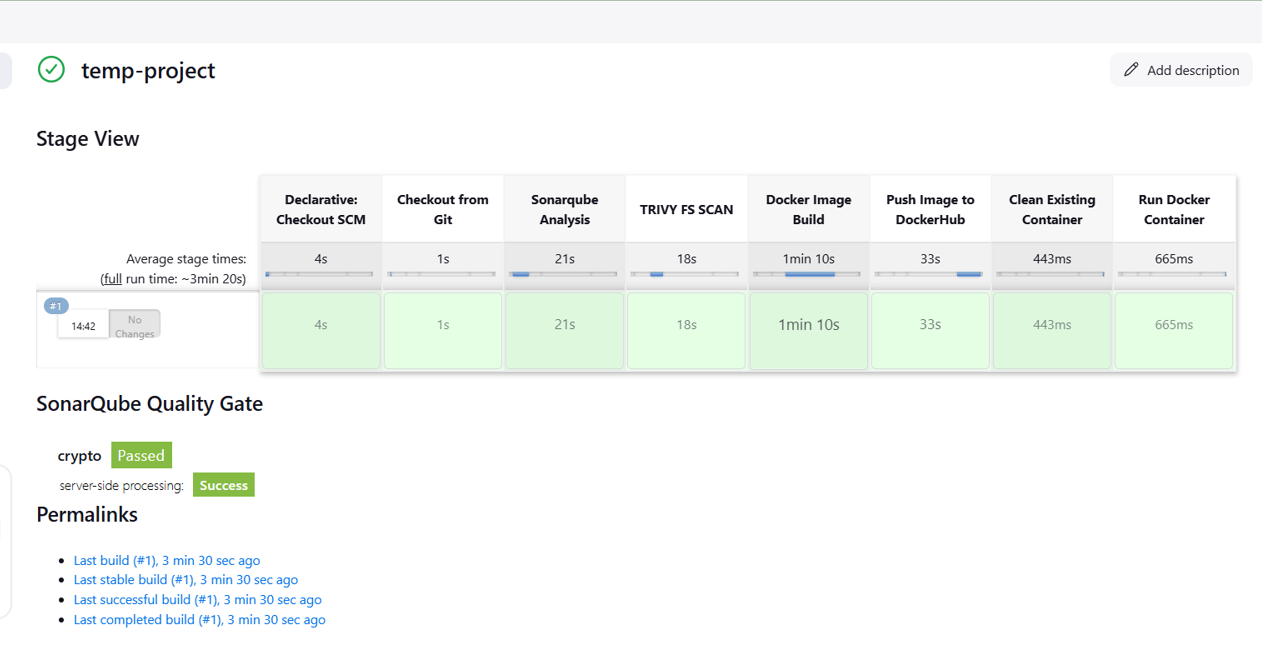 temp-project
Add description
Stage View
Declarative: Checkout SCM
Checkout from Git
Sonarqube Analysis
TRIVY FS SCAN
Docker Image Build
Push Image to DockerHub
Clean Existing Container
Run Docker Container
Average stage times:
(full run time: ~3min 20s)
4s 1s 21s 18s 1min 10s 33s 443ms 665ms
#1
14:42
No Changes
4s 1s 21s 18s 1min 10s 33s 443ms 665ms
SonarQube Quality Gate
crypto Passed
server-side processing: Success
Permalinks
Last build (#1), 3 min 30 sec ago
Last stable build (#1), 3 min 30 sec ago
Last successful build (#1), 3 min 30 sec ago
Last completed build (#1), 3 min 30 sec ago